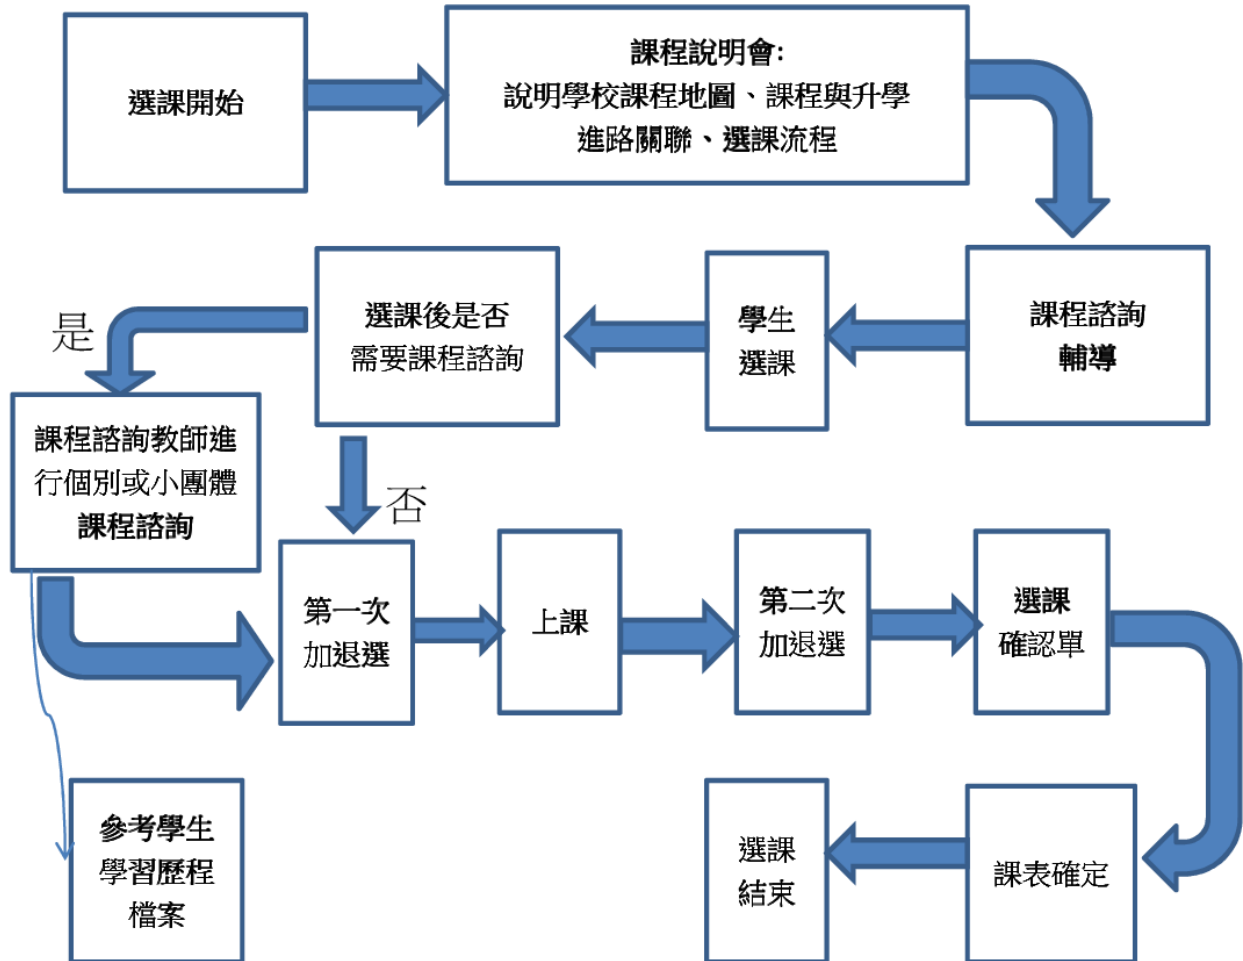 選課開始
課程說明會:
說明學校課程地圖、課程與升學
進路關聯、選課流程
課程諮詢
輔導
學生
選課
選課後是否
需要課程諮詢
是
課程諮詢教師進
行個別或小團體
課程諮詢
否
第一次
加退選
上課
第二次
加退選
選課
確認單
參考學生
學習歷程
檔案
課表確定
選課
結束